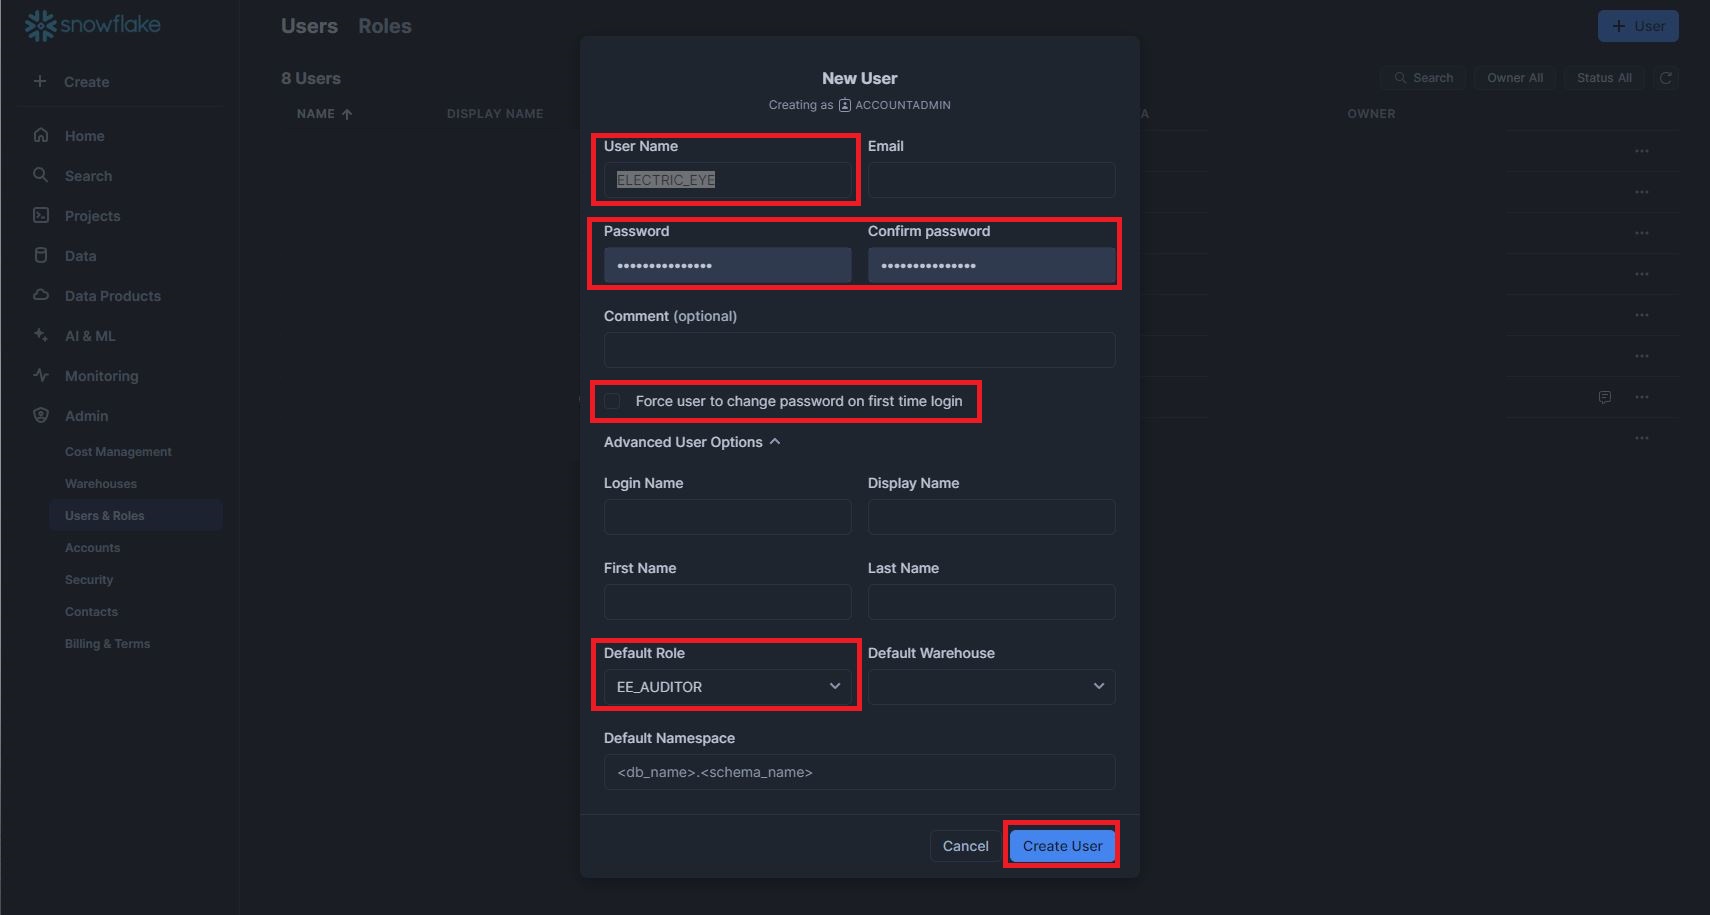 snowflake
Create
Home
Search
Projects
Data
Data Products
AI & ML
Monitoring
Admin
Cost Management
Warehouses
Users & Roles
Accounts
Security
Contacts
Billing & Terms
Users Roles
User
8 Users
Search Owner All Status All
NAME DISPLAY NAME OWNER
New User
Creating as ACCOUNTADMIN
User Name Email
ELECTRIC_EYE
Password Confirm password
Comment (optional)
Force user to change password on first time login
Advanced User Options
Login Name Display Name
First Name Last Name
Default Role Default Warehouse
EE_AUDITOR
Default Namespace
<db_name>.<schema_name>
Cancel Create User